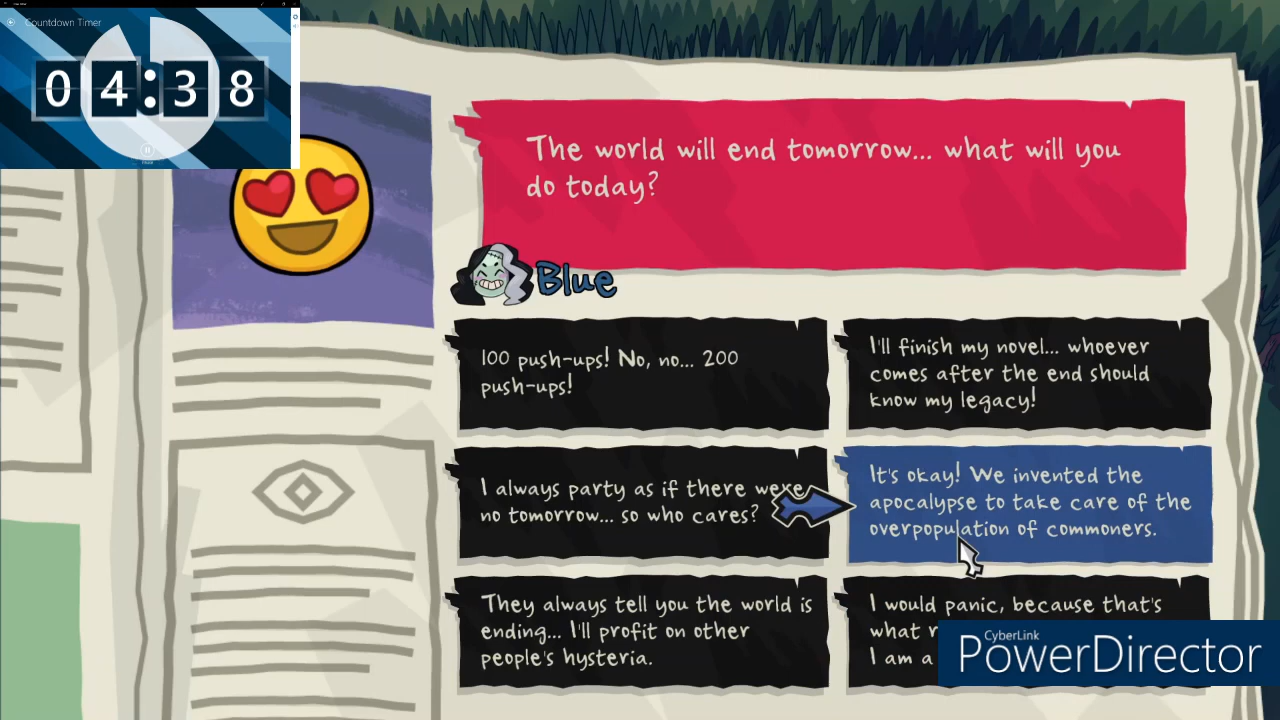 Countdown Timer
04:38
The world will end tomorrow... what will you
do today?
Blue
100 push-ups! No, no... 200
push-ups!
I'll finish my novel... whoever
comes after the end should
know my legacy!
I always party as if there were
no tomorrow... so who cares?
It's okay! We invented the
apocalypse to take care of the
overpopulation of commoners.
They always tell you the world is
ending... I'll profit on other
people's hysteria.
I would panic, because that's
what
I am a
CyberLink
PowerDirector